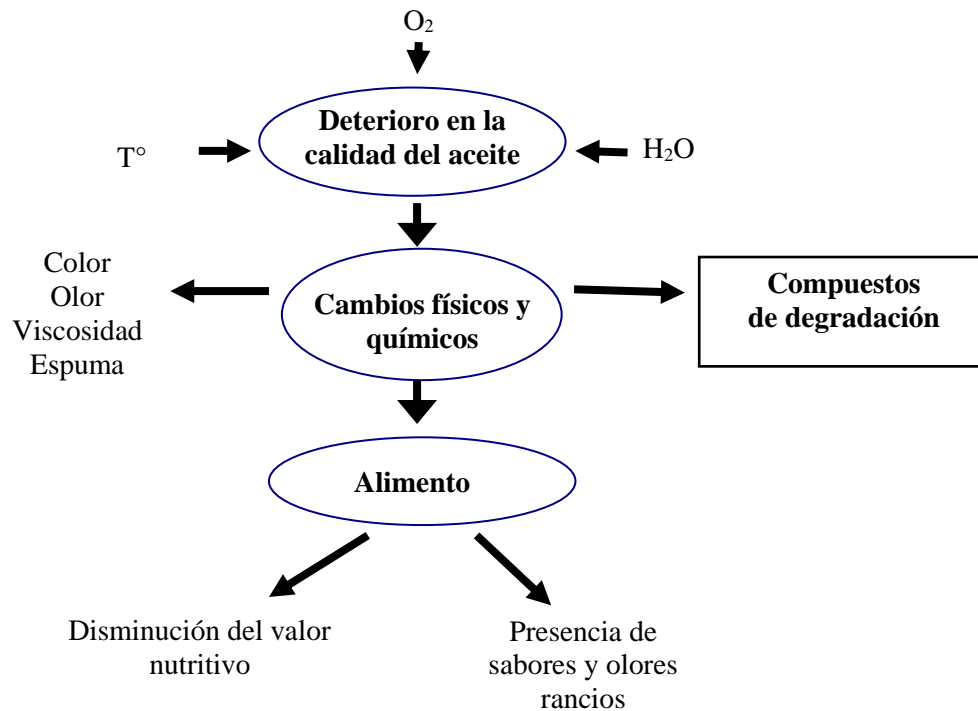 O₂
Deterioro en la
calidad del aceite
T°
H₂O
Color
Olor
Viscosidad
Espuma
Cambios físicos y
químicos
Compuestos
de degradación
Alimento
Disminución del valor
nutritivo
Presencia de
sabores y olores
rancios